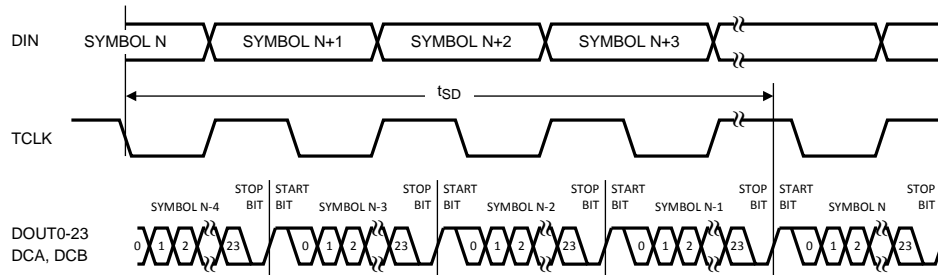 DIN
SYMBOL N SYMBOL N+1 SYMBOL N+2 SYMBOL N+3
tSD
TCLK
STOP BIT START BIT STOP BIT START BIT STOP BIT START BIT STOP BIT START BIT STOP BIT
SYMBOL N-4 SYMBOL N-3 SYMBOL N-2 SYMBOL N-1 SYMBOL N
DOUT0-23
DCA, DCB
0 1 2 23 0 1 2 23 0 1 2 23 0 1 2 23 0 1 2 23